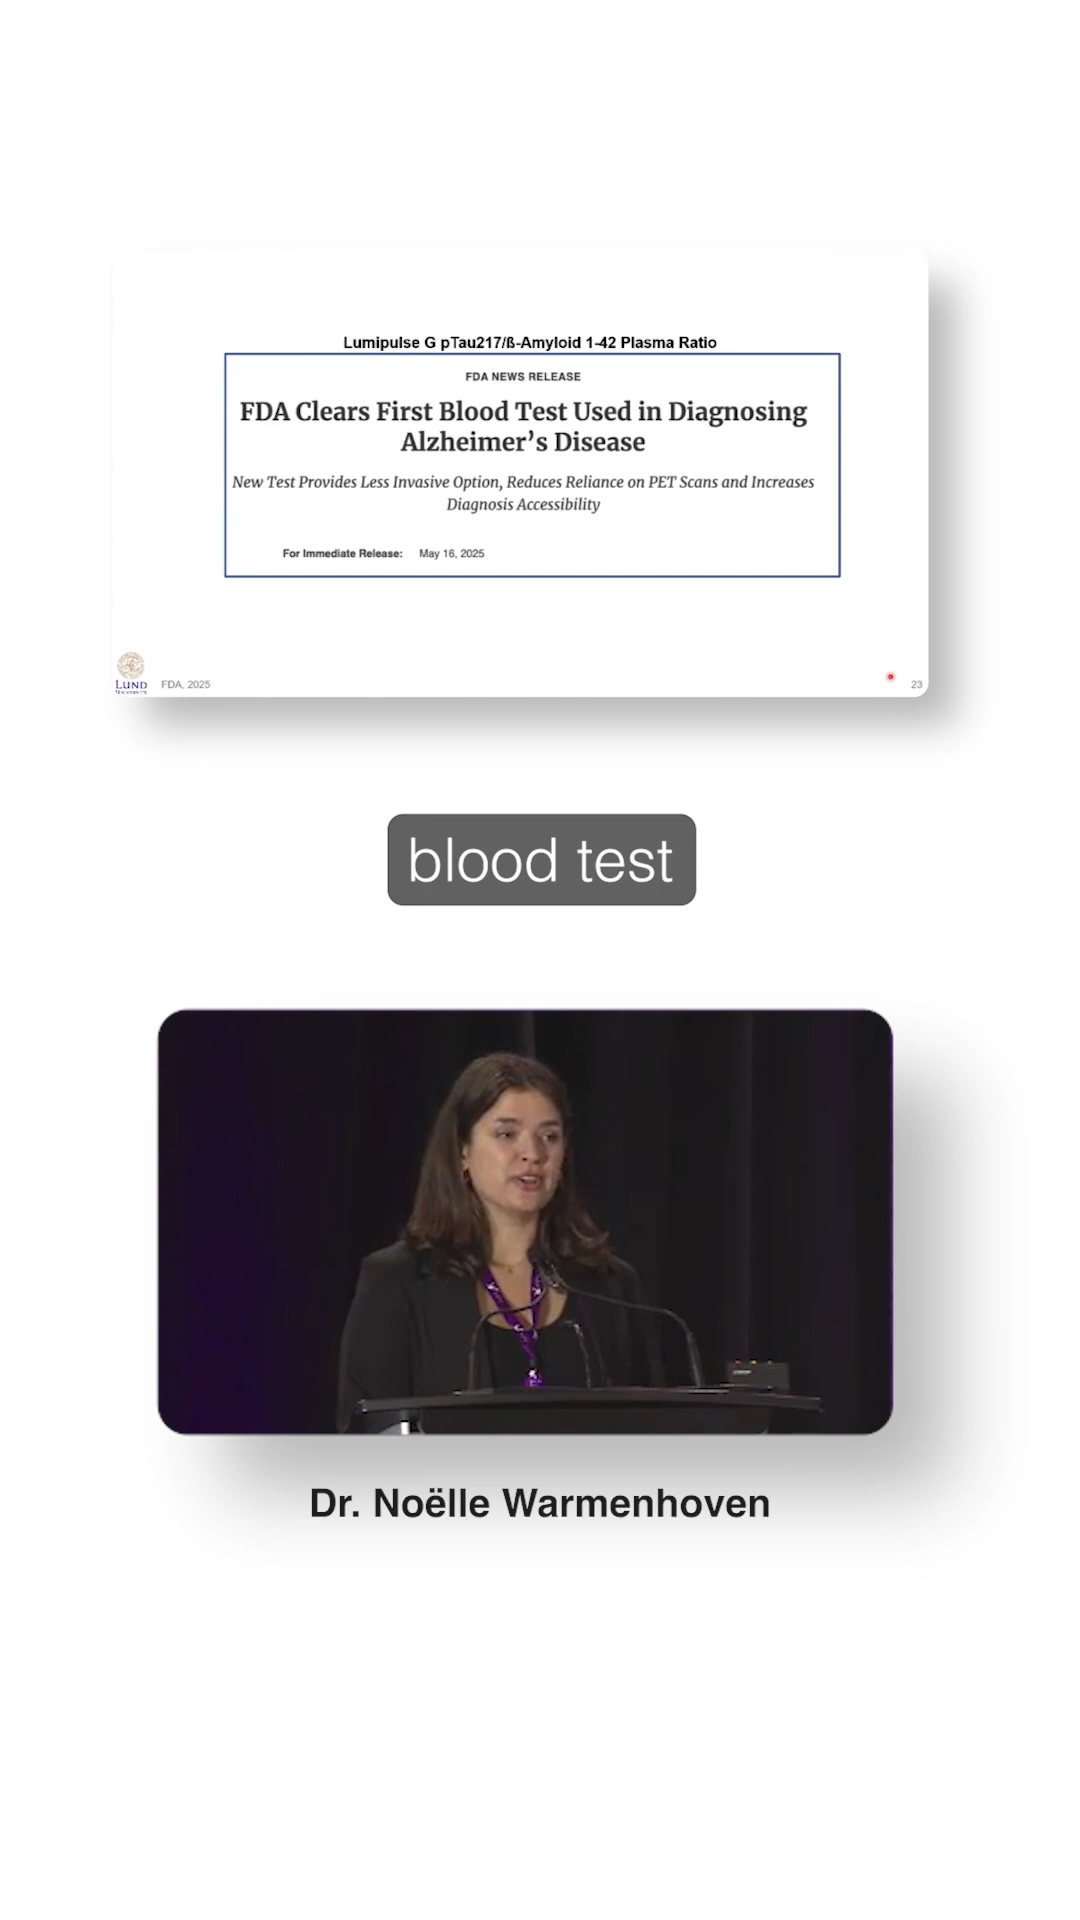 Lumipulse G pTau217/ß-Amyloid 1-42 Plasma Ratio
FDA NEWS RELEASE
FDA Clears First Blood Test Used in Diagnosing
Alzheimer’s Disease
New Test Provides Less Invasive Option, Reduces Reliance on PET Scans and Increases
Diagnosis Accessibility
For Immediate Release: May 16, 2025
LUND
UNIVERSITY
FDA, 2025
23
blood test
Dr. Noëlle Warmenhoven